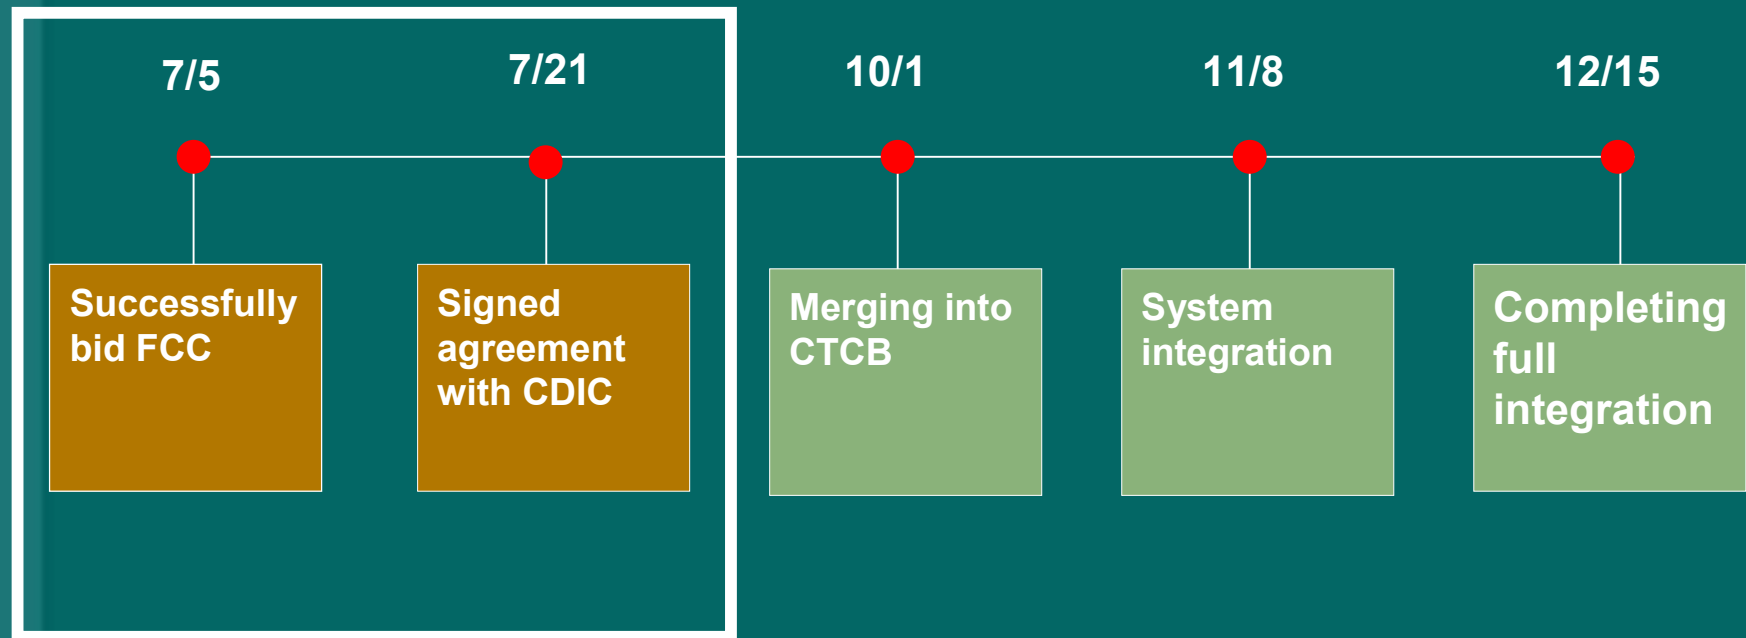 7/5
7/21
10/1
11/8
12/15
Successfully
bid FCC
Signed
agreement
with CDIC
Merging into
CTCB
System
integration
Completing
full
integration